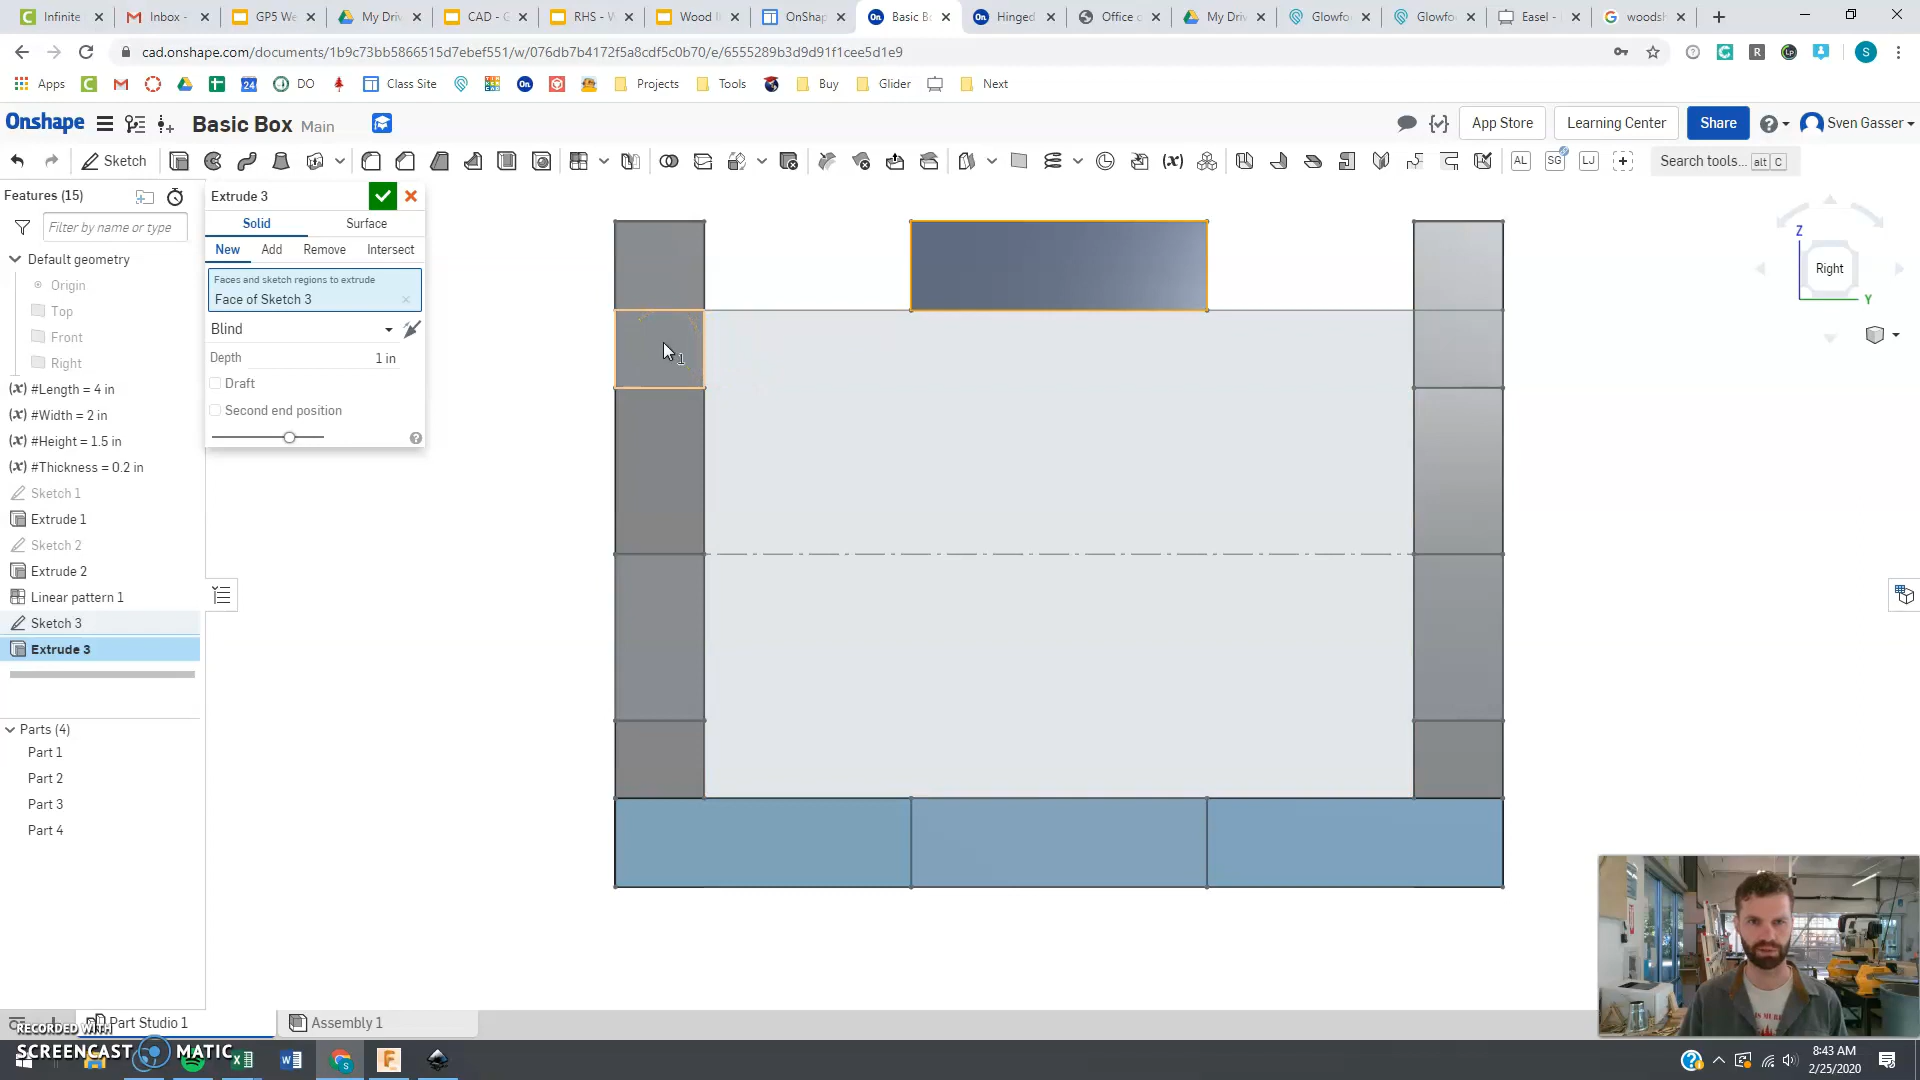 Infinite
Inbox -
GP5 We
My Driv
CAD - G
RHS - W
Wood I
OnShap
Basic Bo
Hinged
Office c
My Driv
Glowfo
Glowfo
Easel -
woodsh
cad.onshape.com/documents/1b9c73bb5866515d7ebef551/w/076db7b4172f5a8cdf5c0b70/e/6555289b3d9d91f1cee5d1e9
Apps
DO
Class Site
Projects
Tools
Buy
Glider
Next
Onshape
Basic Box Main
App Store
Learning Center
Share
Sven Gasser
Sketch
AL
SG
LJ
Search tools... alt C
Features (15)
Filter by name or type
Default geometry
Origin
Top
Front
Right
(x) #Length = 4 in
(x) #Width = 2 in
(x) #Height = 1.5 in
(x) #Thickness = 0.2 in
Sketch 1
Extrude 1
Sketch 2
Extrude 2
Linear pattern 1
Sketch 3
Extrude 3
Parts (4)
Part 1
Part 2
Part 3
Part 4
Extrude 3
Solid
Surface
New
Add
Remove
Intersect
Faces and sketch regions to extrude
Face of Sketch 3
Blind
Depth
1 in
Draft
Second end position
1
Z
Right
Y
Part Studio 1
Assembly 1
RECORDED WITH
SCREENCAST MATIC
8:43 AM
2/25/2020